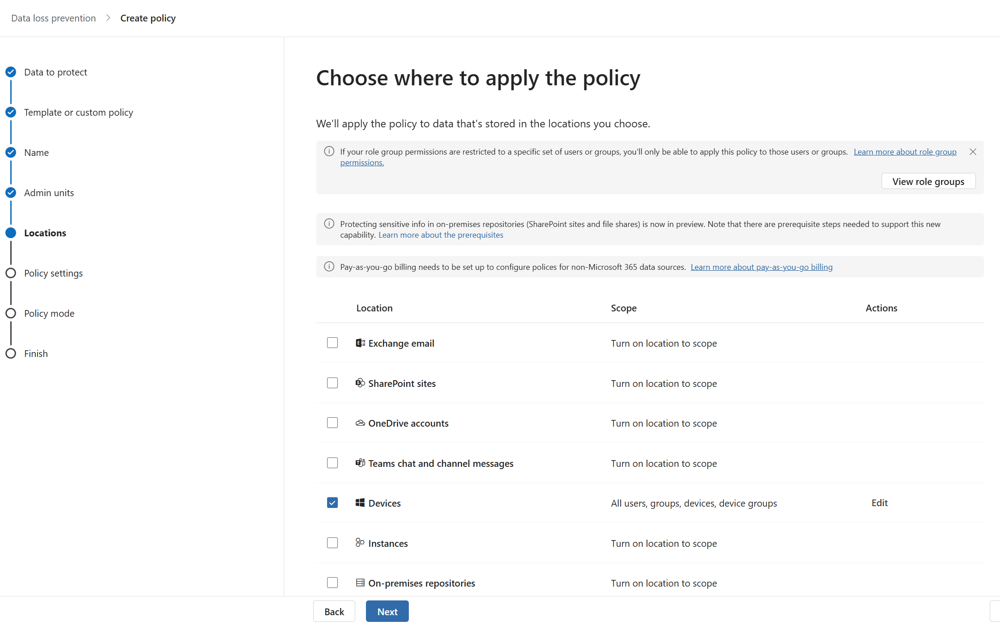 Data loss prevention > Create policy
Data to protect
Template or custom policy
Name
Admin units
Locations
Policy settings
Policy mode
Finish
Choose where to apply the policy
We'll apply the policy to data that's stored in the locations you choose.
If your role group permissions are restricted to a specific set of users or groups, you'll only be able to apply this policy to those users or groups. Learn more about role group
permissions.
View role groups
Protecting sensitive info in on-premises repositories (SharePoint sites and file shares) is now in preview. Note that there are prerequisite steps needed to support this new
capability. Learn more about the prerequisites
Pay-as-you-go billing needs to be set up to configure polices for non-Microsoft 365 data sources. Learn more about pay-as-you-go billing
Location Scope Actions
Exchange email Turn on location to scope
SharePoint sites Turn on location to scope
OneDrive accounts Turn on location to scope
Teams chat and channel messages Turn on location to scope
Devices All users, groups, devices, device groups Edit
Instances Turn on location to scope
On-premises repositories Turn on location to scope
Back Next